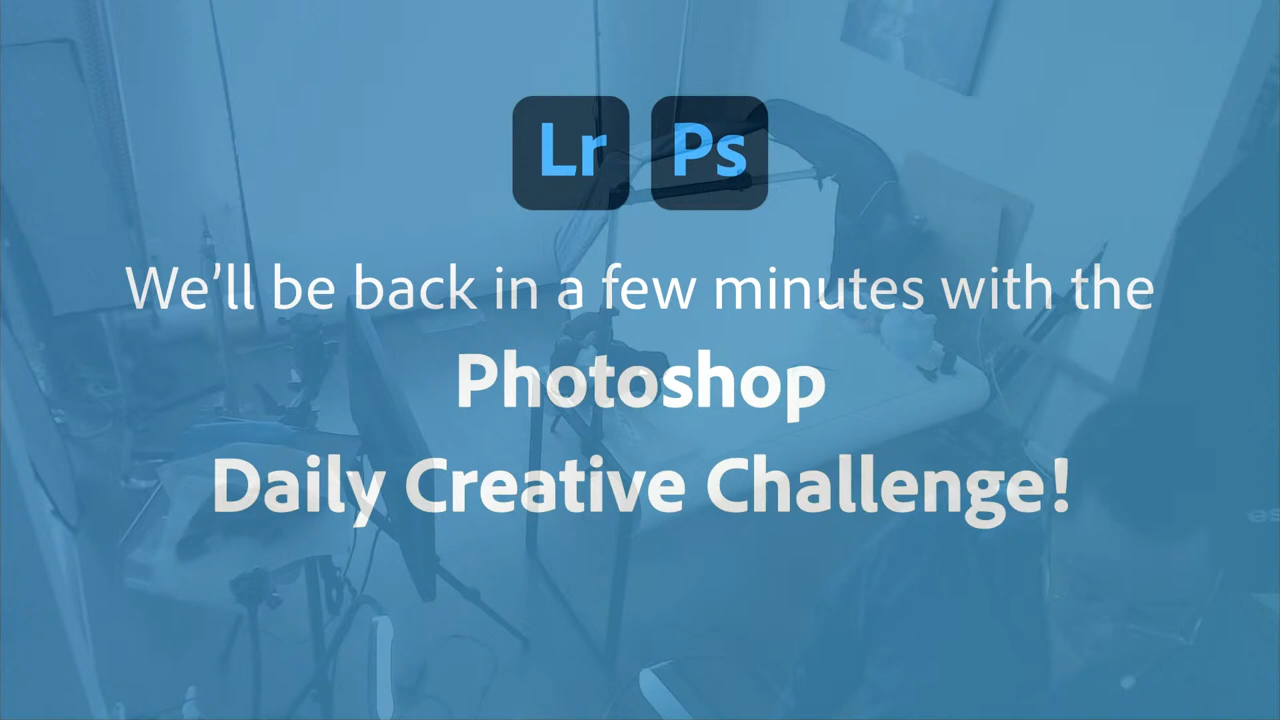 Lr Ps
We’ll be back in a few minutes with the
Photoshop
Daily Creative Challenge!